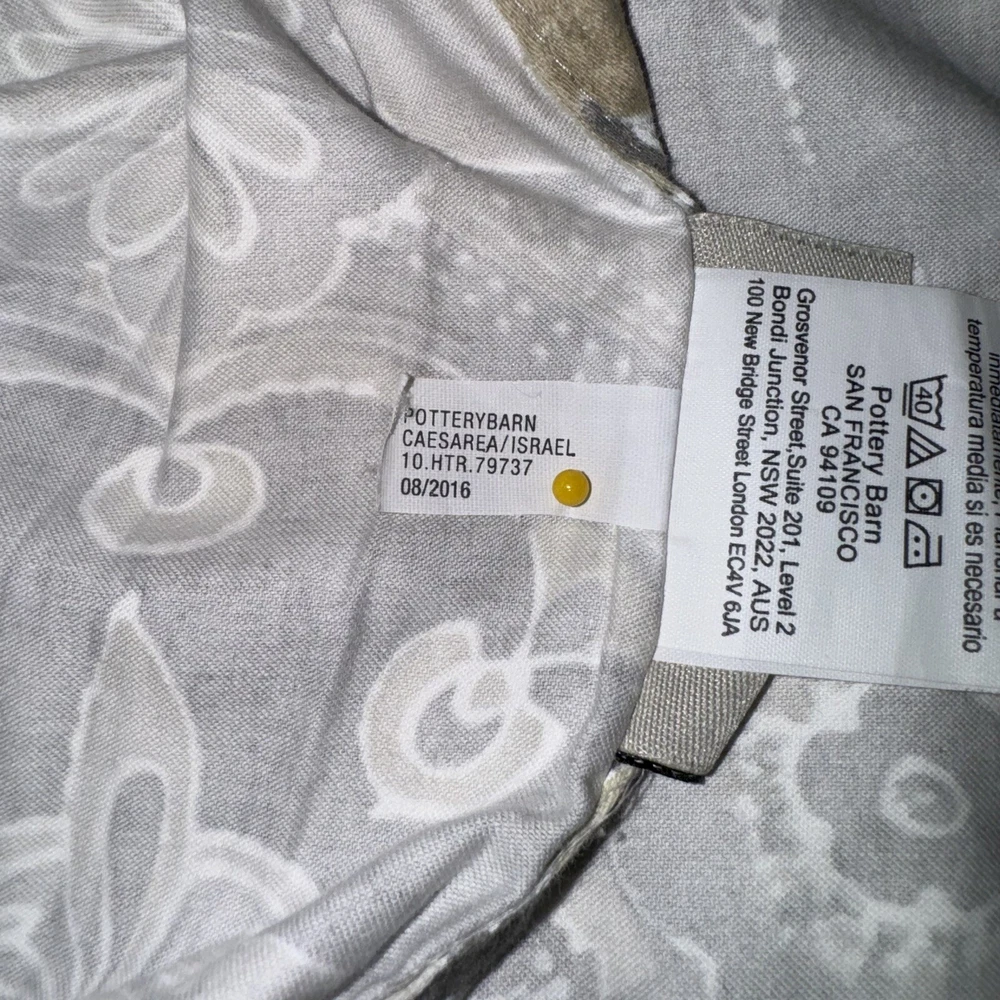 POTTERYBARN
CAESAREA/ISRAEL
10.HTR.79737
08/2016
temperatura media si es necesario
40
Pottery Barn
SAN FRANCISCO
CA 94109
Grosvenor Street,Suite 201, Level 2
Bondi Junction, NSW 2022, AUS
100 New Bridge Street London EC4V 6JA